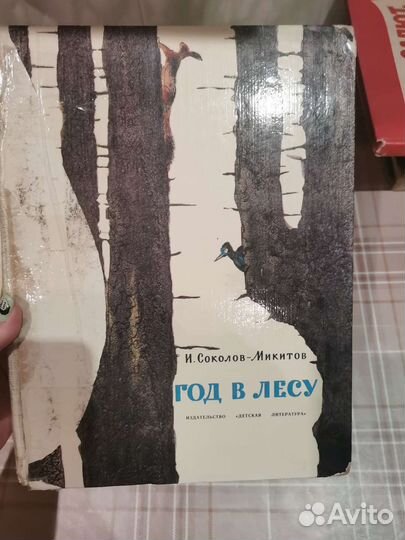 И. Соколов-Микитов
ГОД В ЛЕСУ
ИЗДАТЕЛЬСТВО «ДЕТСКАЯ ЛИТЕРАТУРА»
Avito